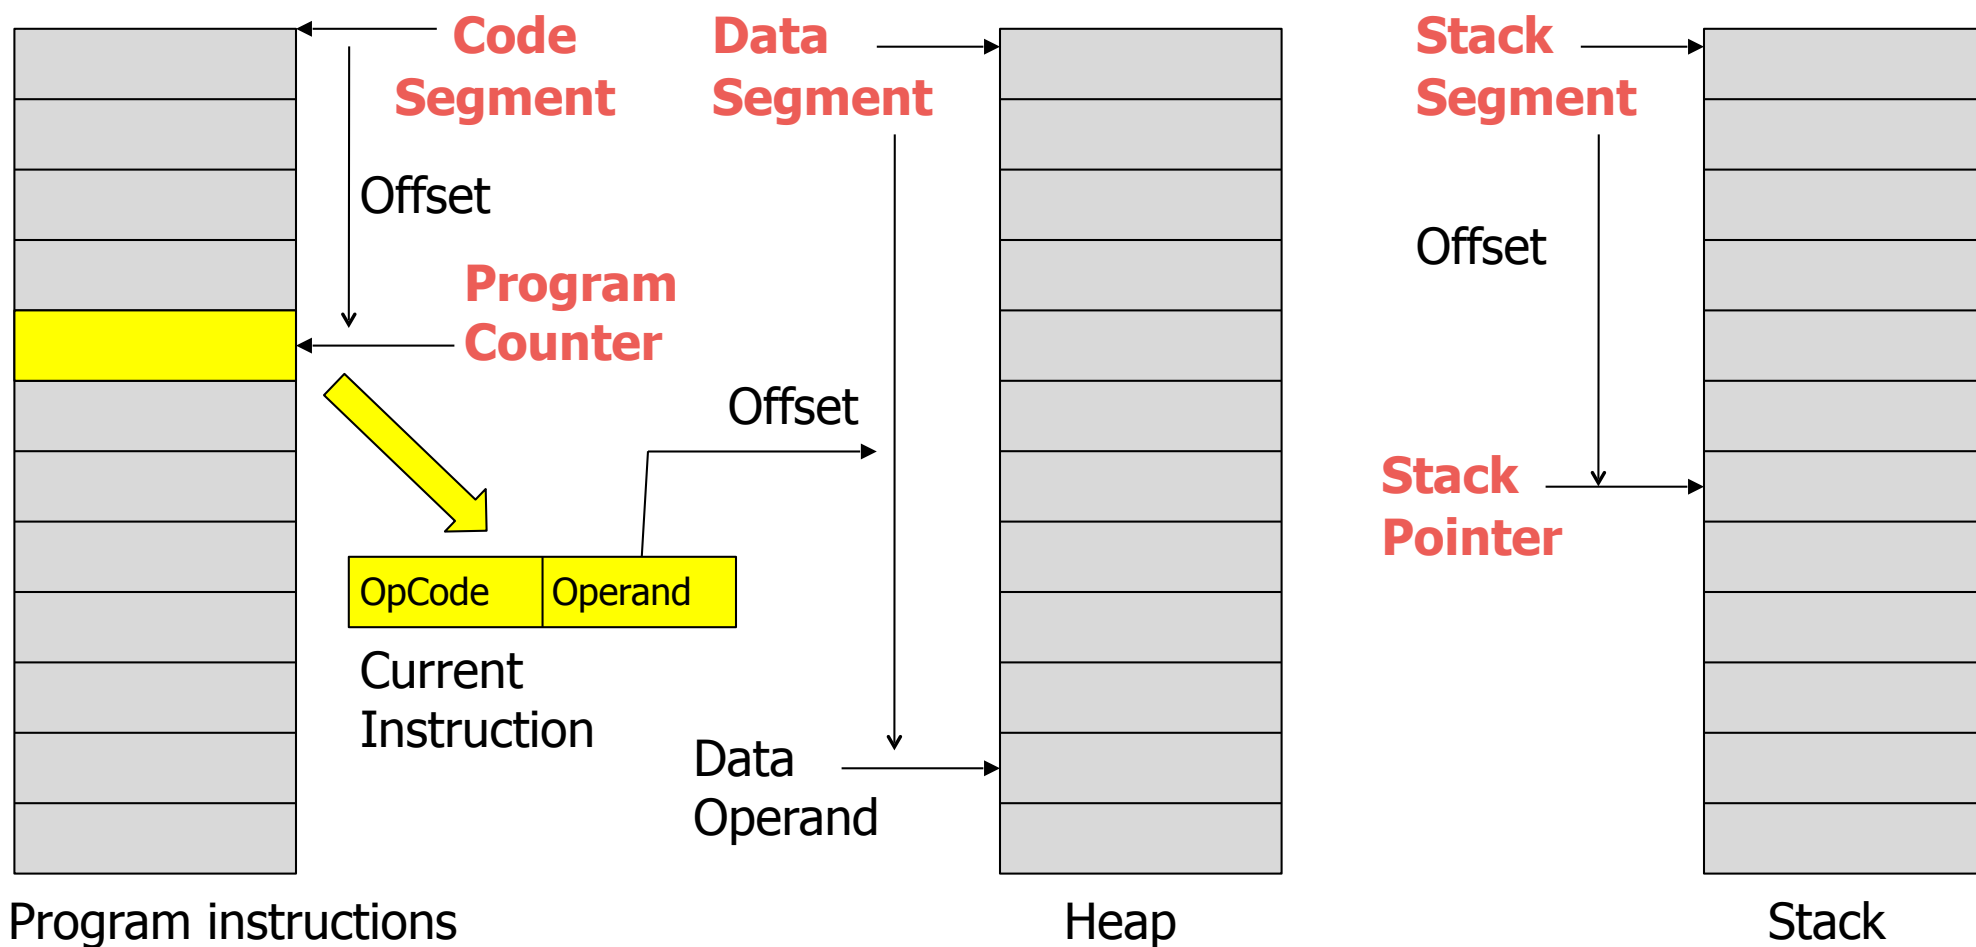 Code
Segment
Data
Segment
Stack
Segment
Offset
Offset
Program
Counter
Offset
Stack
Pointer
OpCode
Operand
Current
Instruction
Data
Operand
Program instructions
Heap
Stack